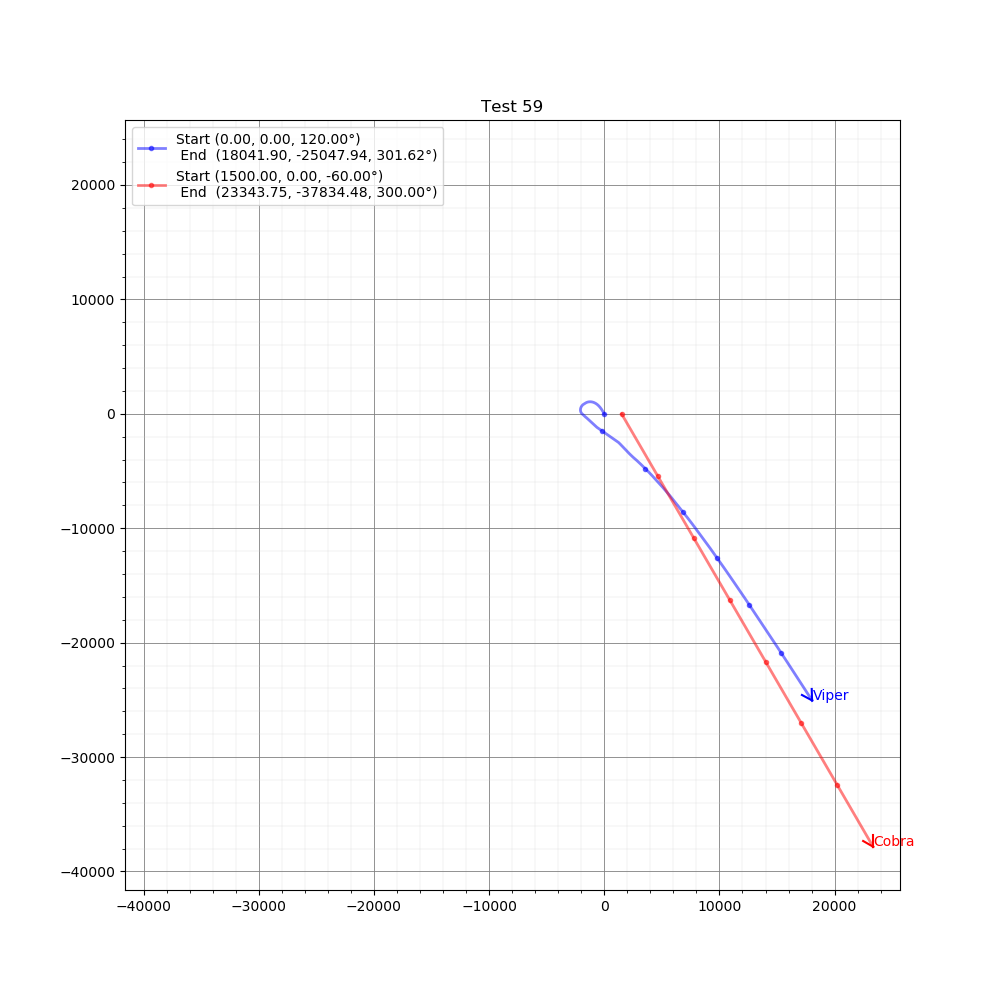 Test 59
Start (0.00, 0.00, 120.00°)
End  (18041.90, -25047.94, 301.62°)
Start (1500.00, 0.00, -60.00°)
End  (23343.75, -37834.48, 300.00°)
20000
10000
0
−10000
−20000
−30000
−40000
Viper
Cobra
−40000
−30000
−20000
−10000
0
10000
20000